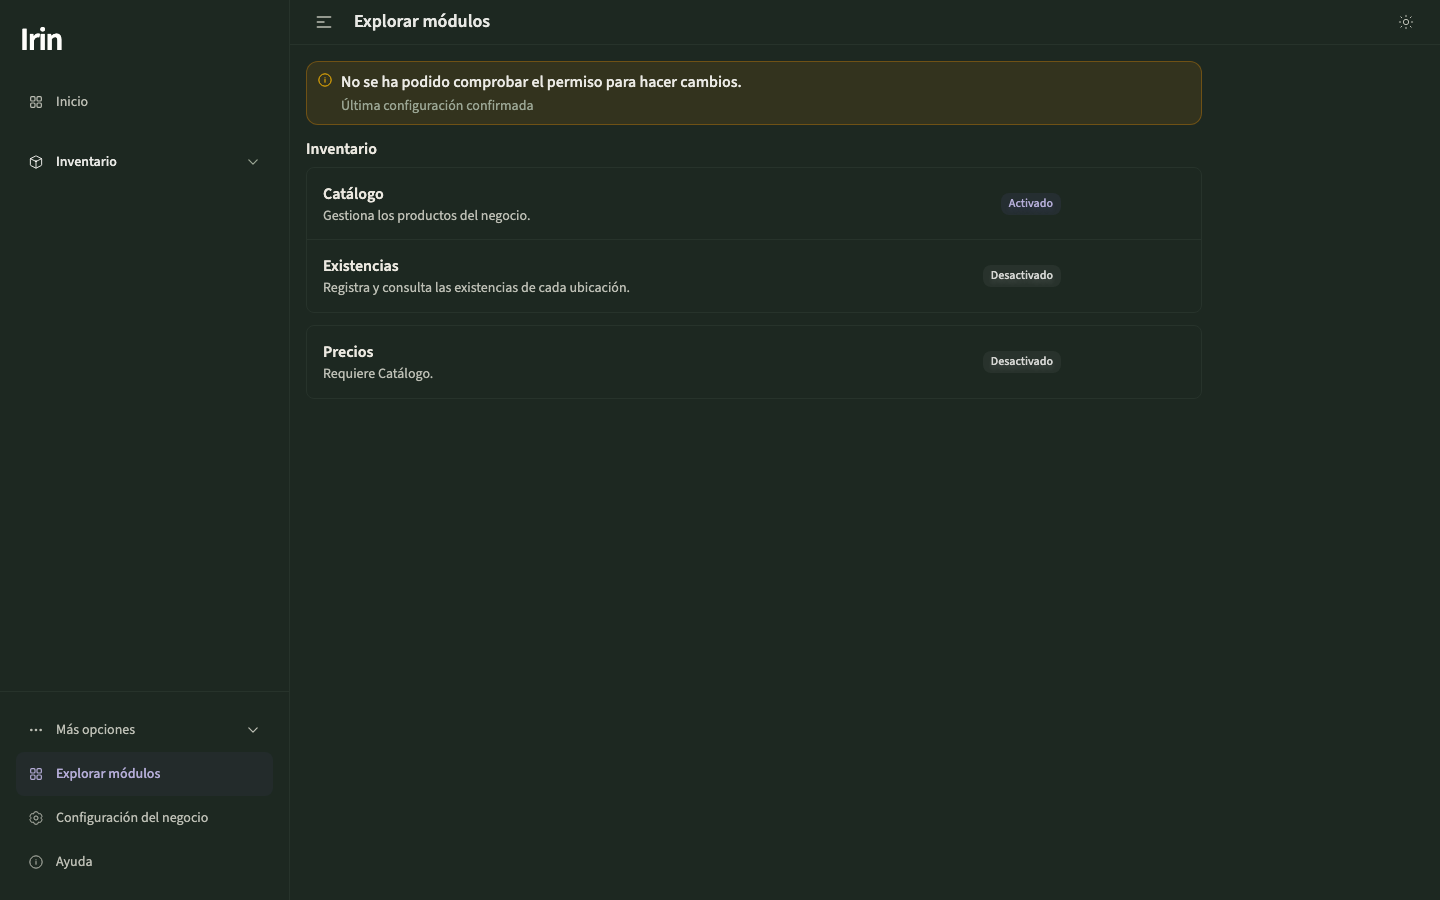 Irin
Explorar módulos
Inicio
Inventario
No se ha podido comprobar el permiso para hacer cambios.
Última configuración confirmada
Inventario
Catálogo
Gestiona los productos del negocio.
Activado
Existencias
Registra y consulta las existencias de cada ubicación.
Desactivado
Precios
Requiere Catálogo.
Desactivado
Más opciones
Explorar módulos
Configuración del negocio
Ayuda